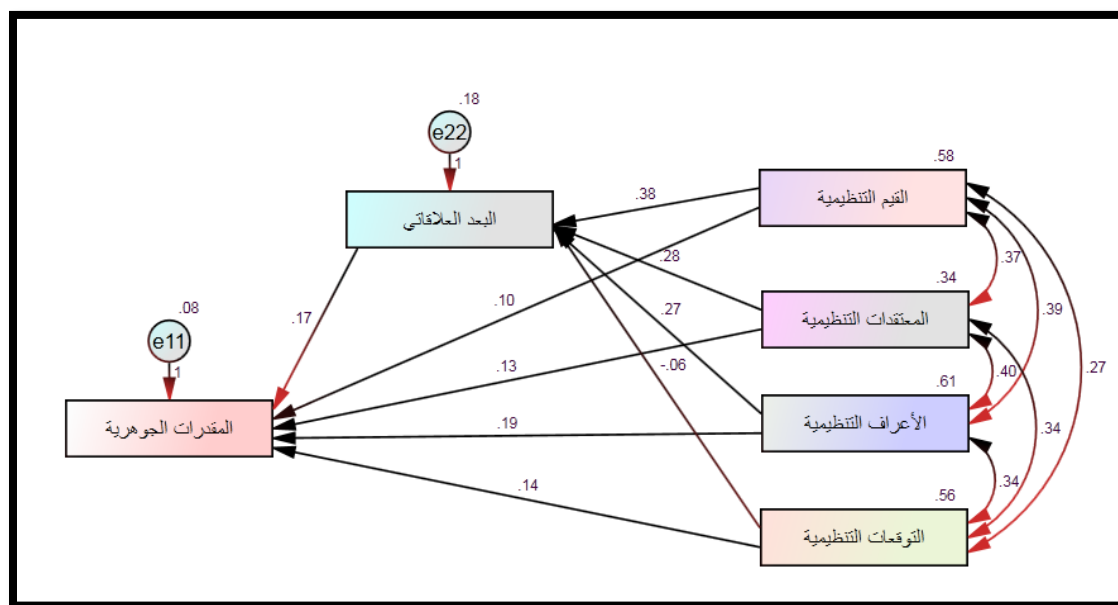 .18
e22
1
البعد العلاقاتي
.58
القيم التنظيمية
.38
.28
.37
.34
المعتقدات التنظيمية
.10
.27
.39
.08
e11
1
.17
.13
-.06
.40
.27
.61
المقدرات الجوهرية
.19
الأعراف التنظيمية
.34
.14
.56
.34
التوقعات التنظيمية